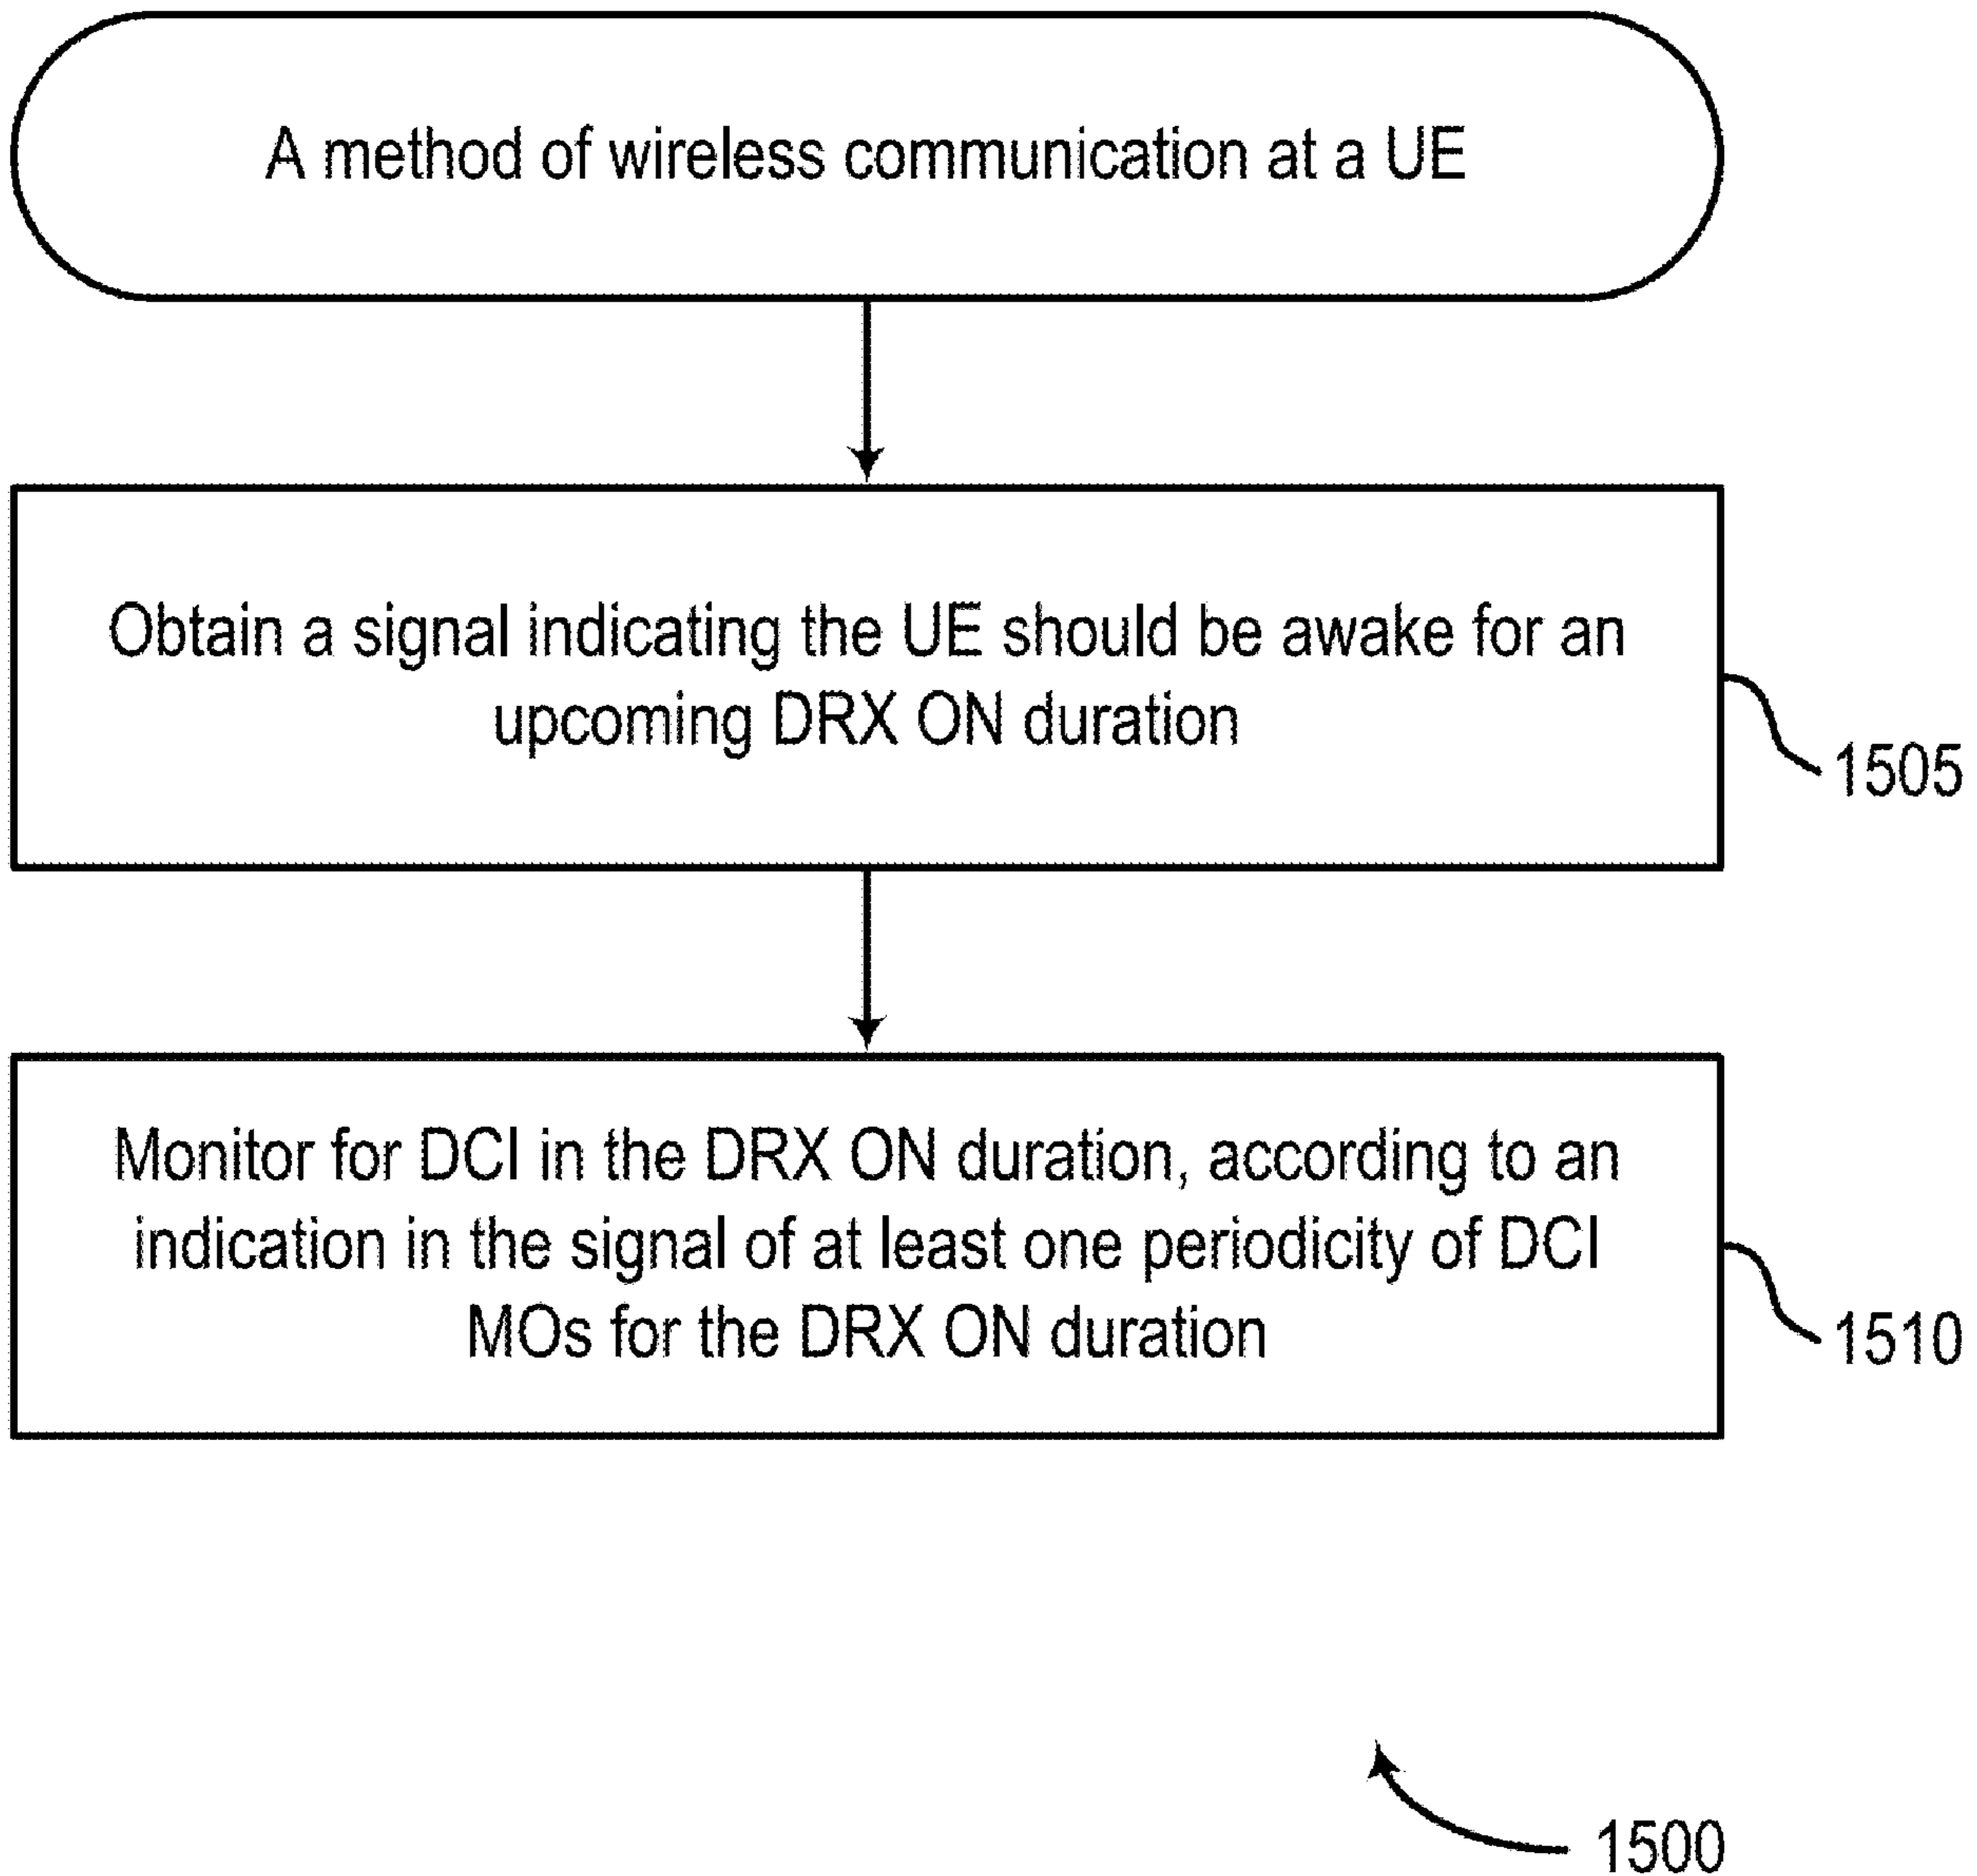 A method of wireless communication at a UE
Obtain a signal indicating the UE should be awake for an
upcoming DRX ON duration
1505
Monitor for DCI in the DRX ON duration, according to an
indication in the signal of at least one periodicity of DCI
MOs for the DRX ON duration
1510
1500